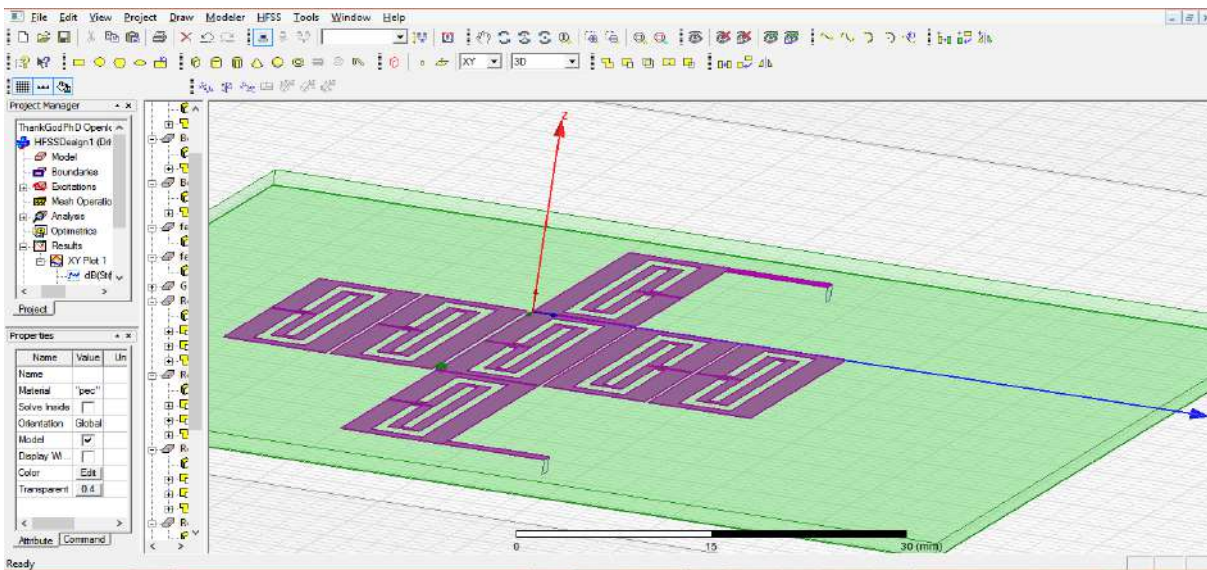 File Edit View Project Draw Modeler HFSS Tools Window Help
XY 3D
Project Manager
ThankGodPhD
HFSSDesign1
Model
Boundaries
Excitations
Mesh Operatio
Analysis
Optimetrics
Results
XY Plot 1
Project
Properties
Name Value Un
Name
Material "pec"
Solve Inside
Orientation Global
Model
Display Wi...
Color Edit
Transparent 0.4
Attribute Command
Ready
Z
0 15 30 (mm)